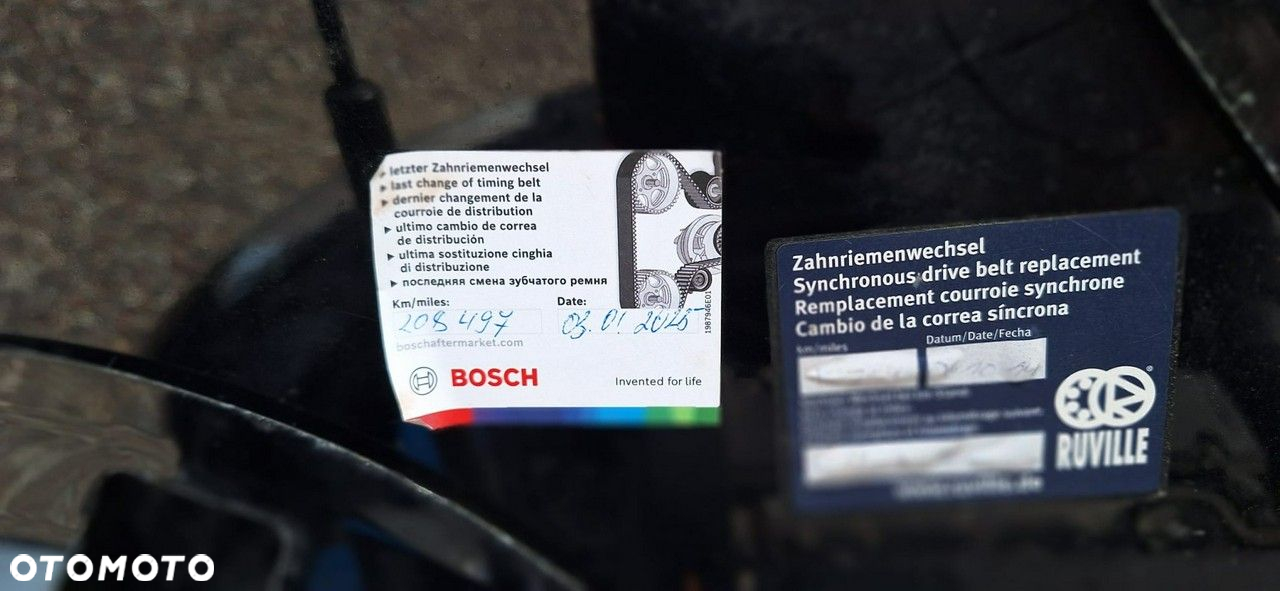 letzter Zahnriemenwechsel
last change of timing belt
dernier changement de la
courroie de distribution
ultimo cambio de correa
de distribución
ultima sostituzione cinghia
di distribuzione
последняя смена зубчатого ремня
Km/miles:
Date:
208 497
03.01.2025
boschaftermarket.com
BOSCH
Invented for life
1987946E01
Zahnriemenwechsel
Synchronous drive belt replacement
Remplacement courroie synchrone
Cambio de la correa síncrona
km/miles
Datum/Date/Fecha
RUVILLE
OTOMOTO